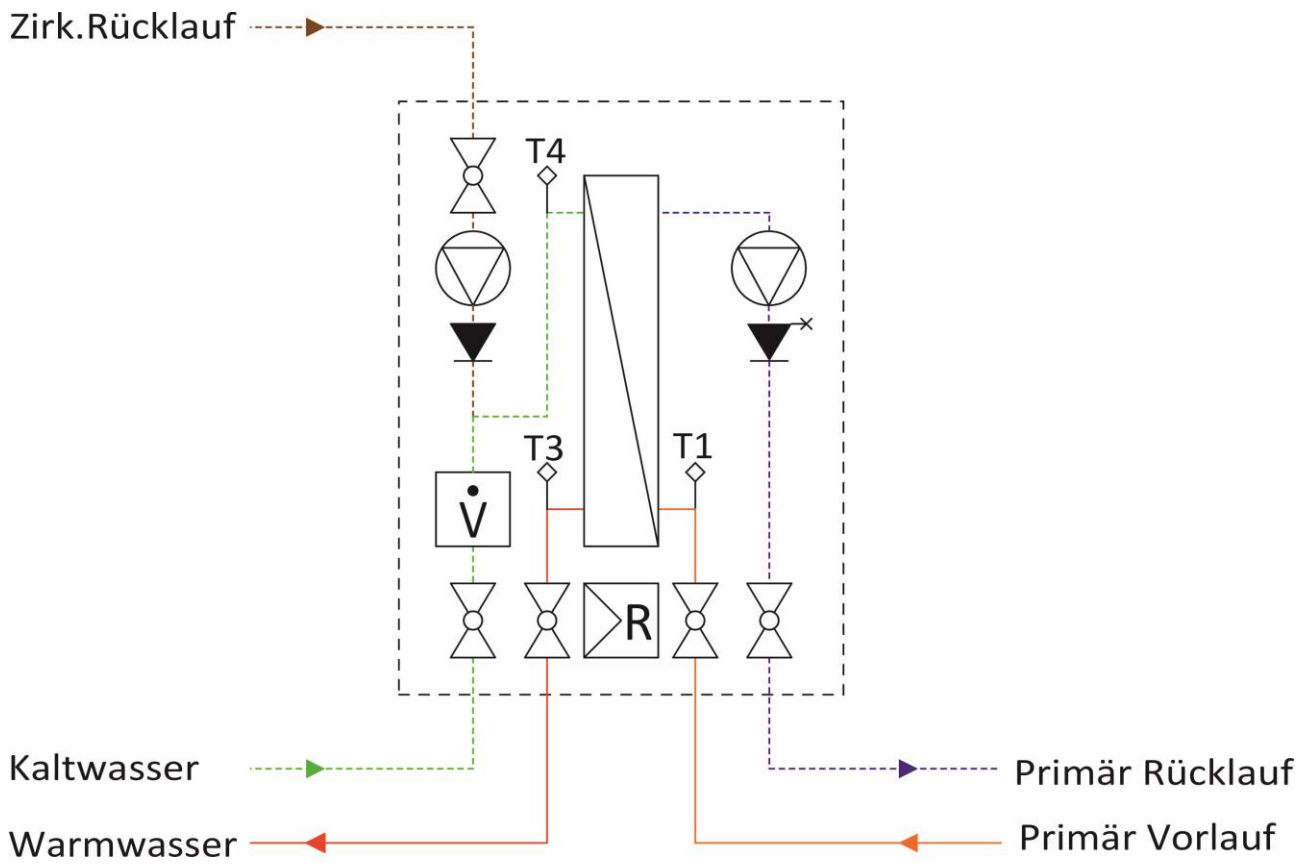 Zirk.Rücklauf
T4
T3
T1
V̇
R
Kaltwasser
Primär Rücklauf
Warmwasser
Primär Vorlauf